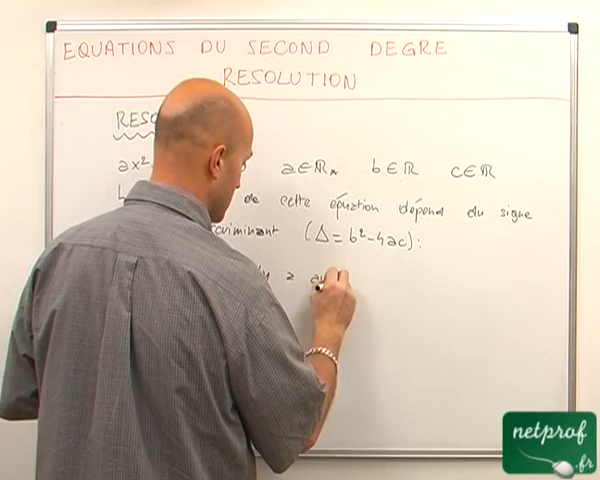 EQUATIONS DU SECOND DEGRE
RESOLUTION
ax² a∈ℝ* b∈ℝ c∈ℝ
de cette équation dépend du signe
(Δ=b²-4ac):
a
netprof
.fr